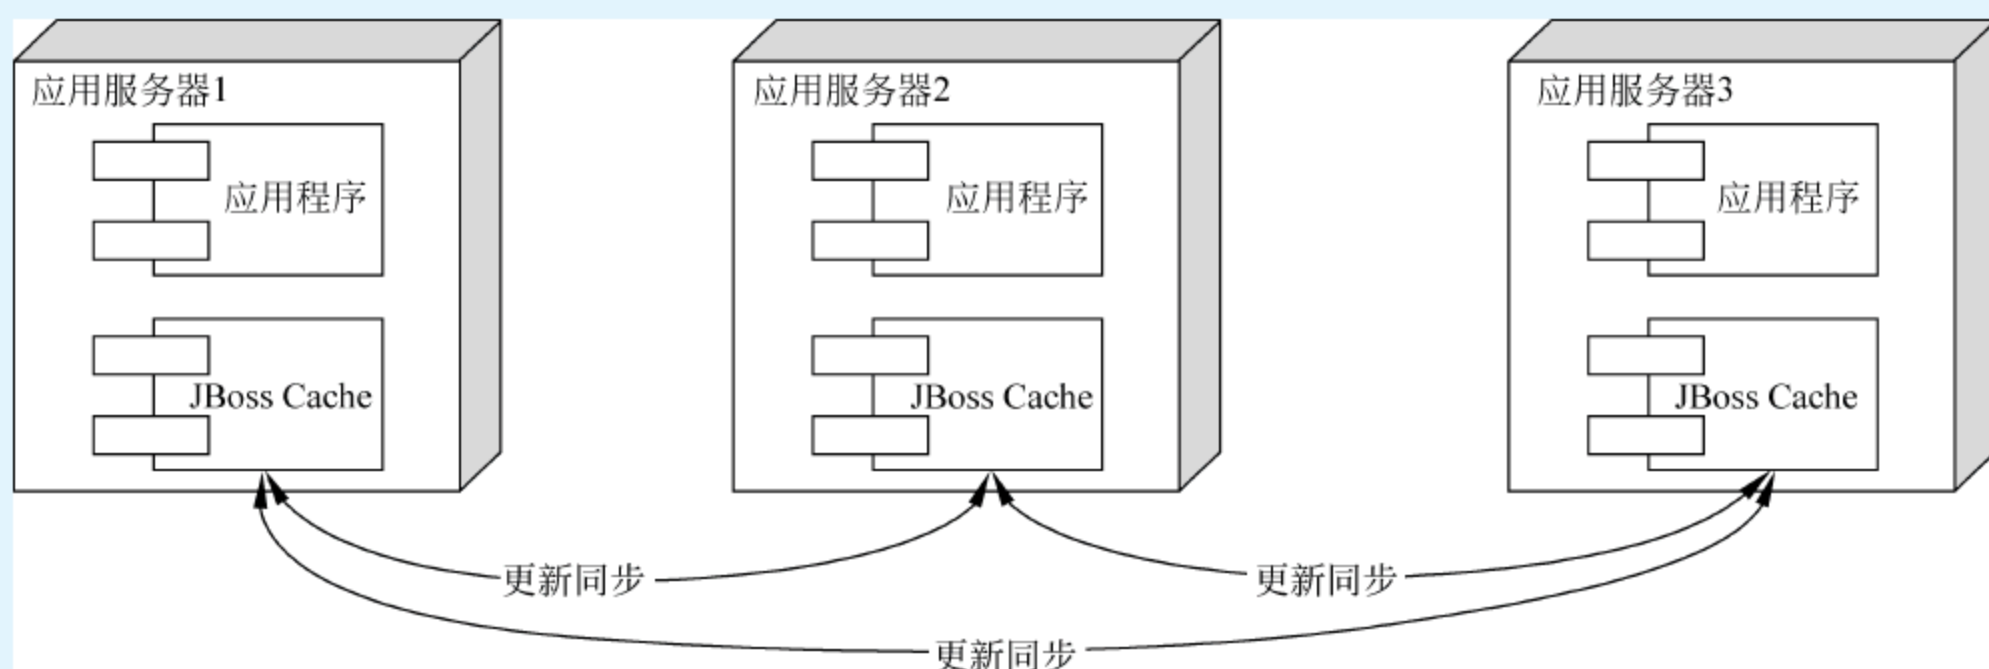 应用服务器1
应用程序
JBoss Cache
应用服务器2
应用程序
JBoss Cache
应用服务器3
应用程序
JBoss Cache
更新同步
更新同步
更新同步